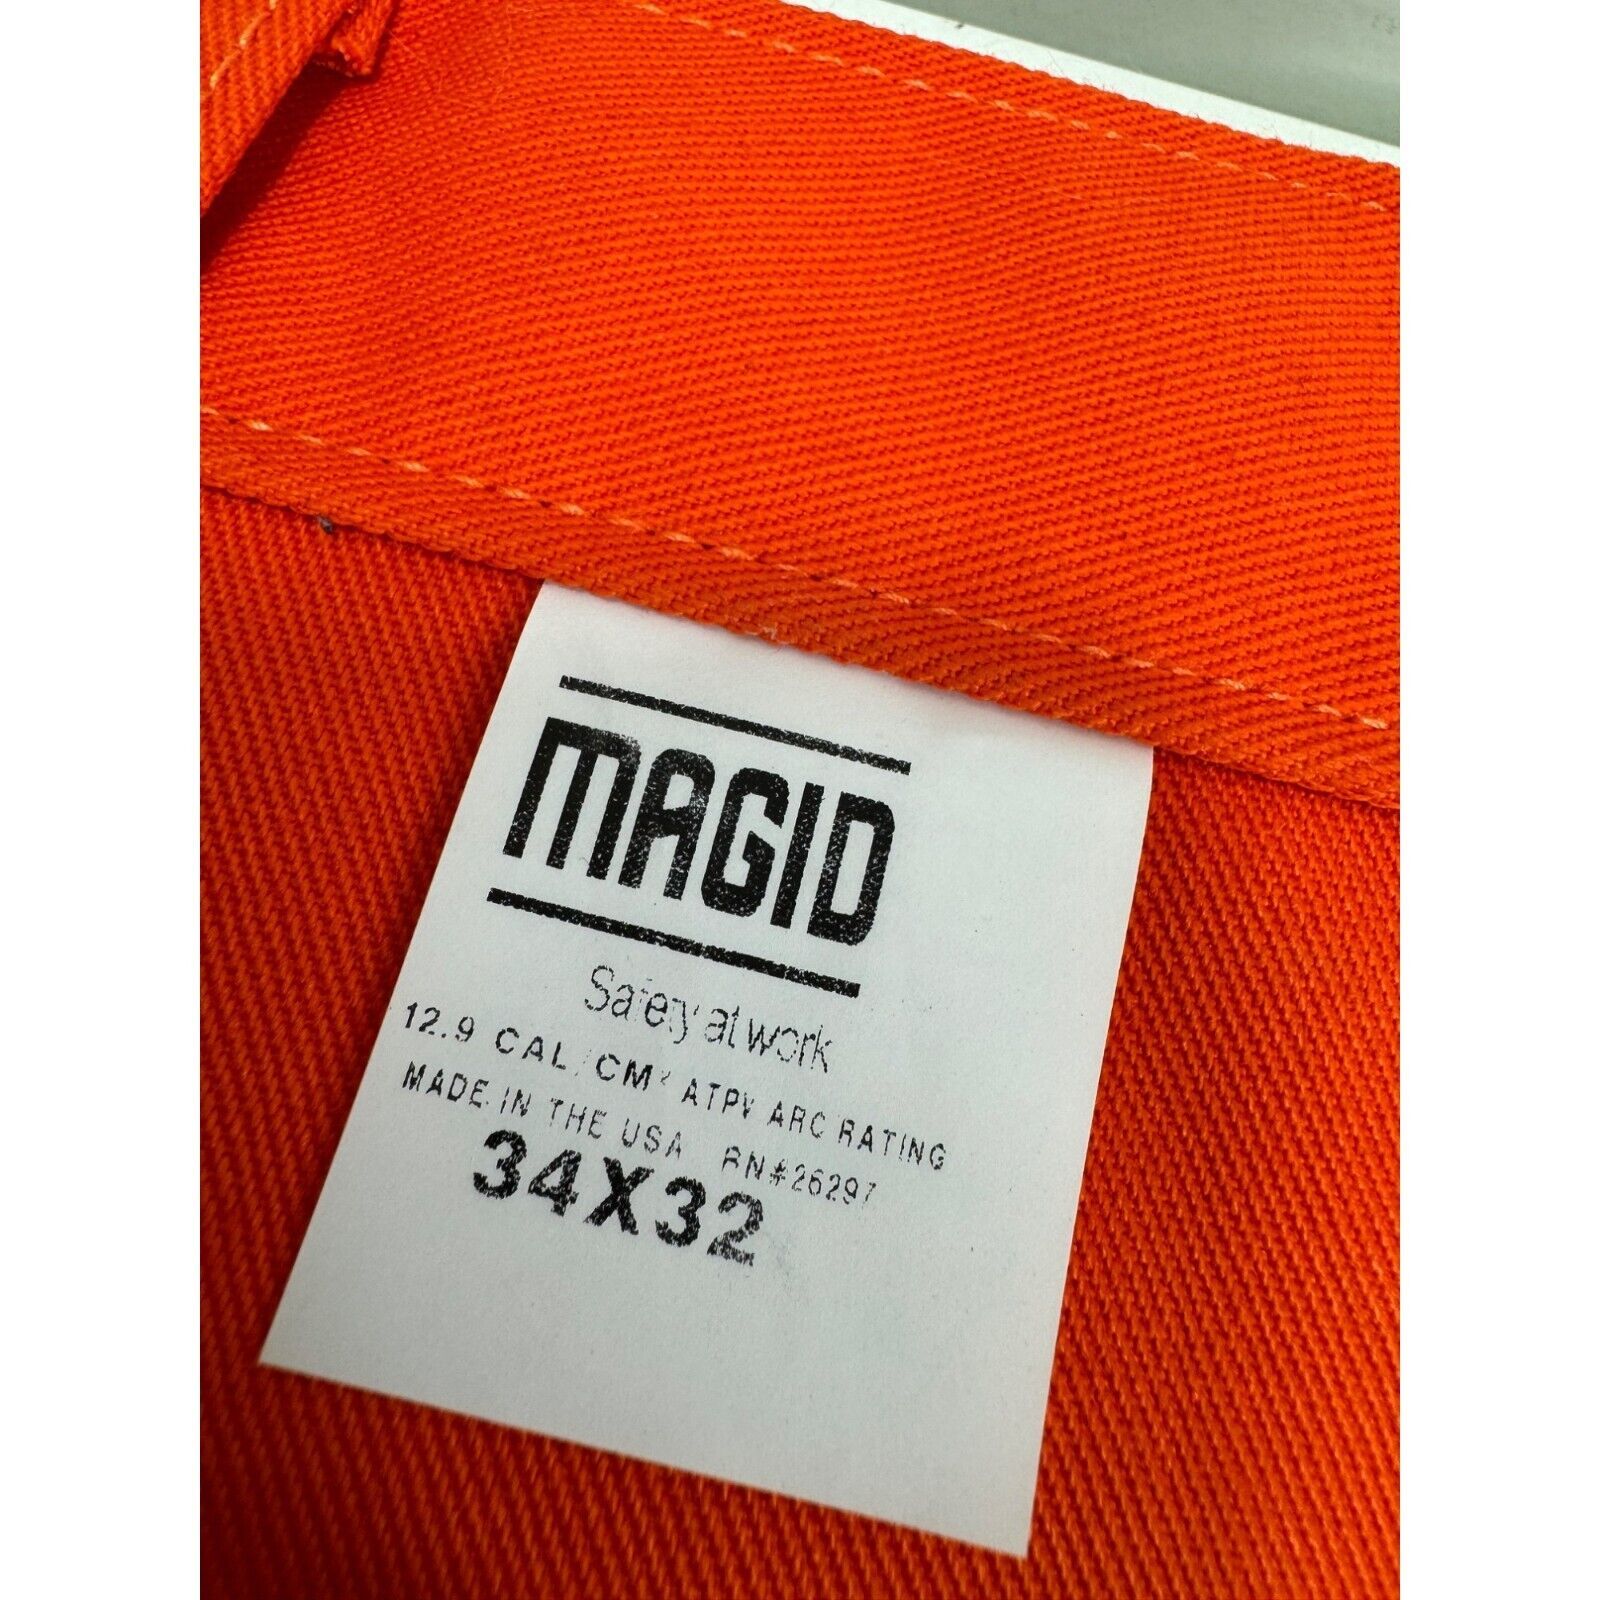 MAGID
Safety at work
12.9 CAL/CM² ATPV ARC RATING
MADE IN THE USA RN#26297
34X32